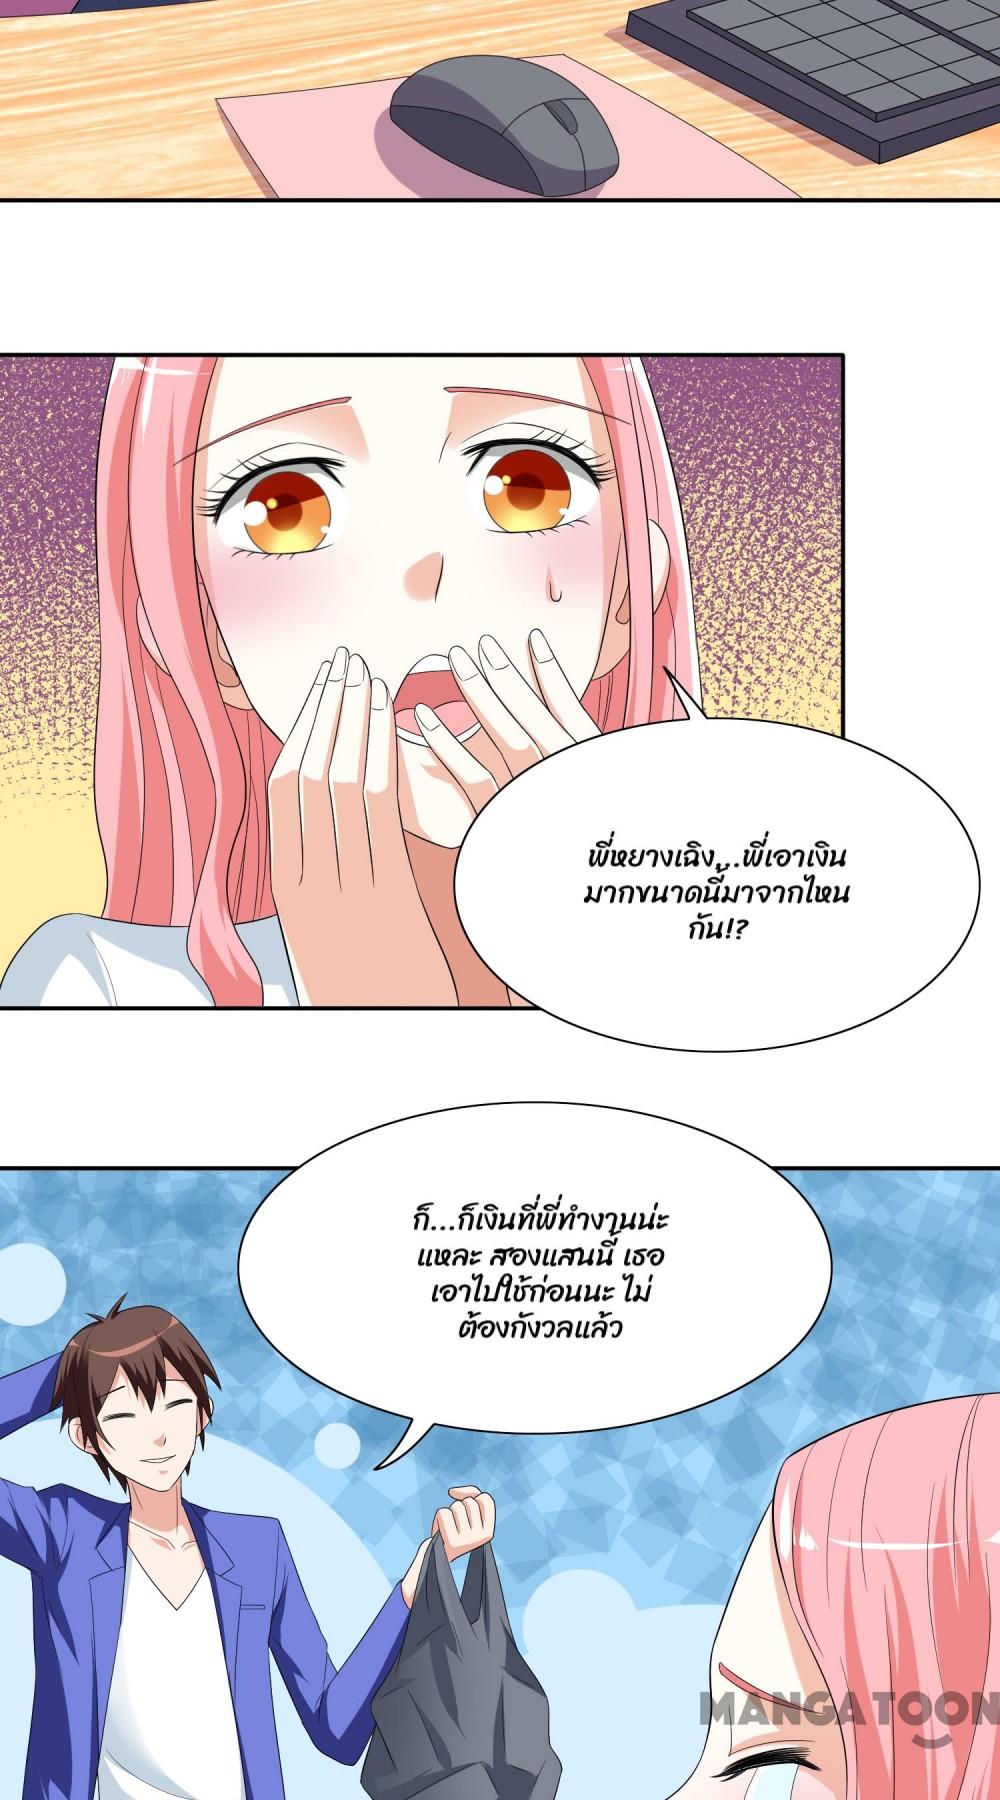 พี่หยางเฉิง...พี่เอาเงิน
มากขนาดนี้มาจากไหน
กัน!?
ก็...ก็เงินที่พี่ทำงานน่ะ
แหละ สองแสนนี้ เธอ
เอาไปใช้ก่อนนะ ไม่
ต้องกังวลแล้ว
MANGATOON